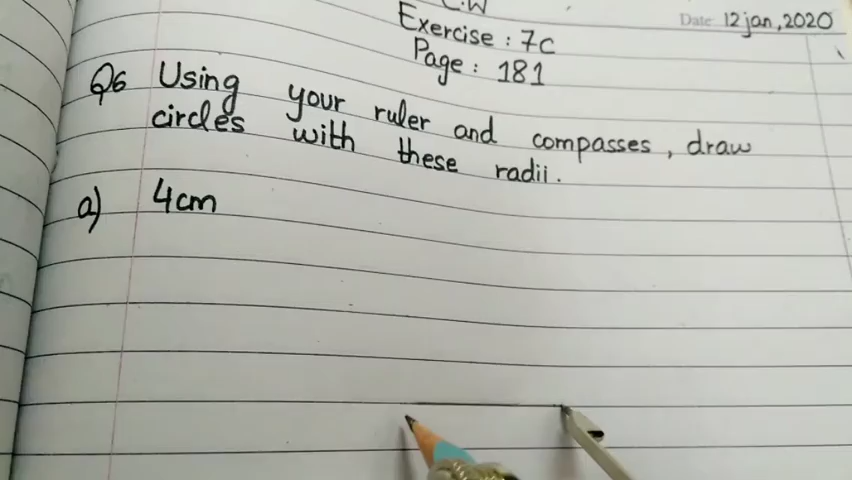 C.W
Date: 12 jan, 2020
Exercise : 7c
Page : 181
Q6 Using your ruler and compasses, draw
circles with these radii.
a) 4cm